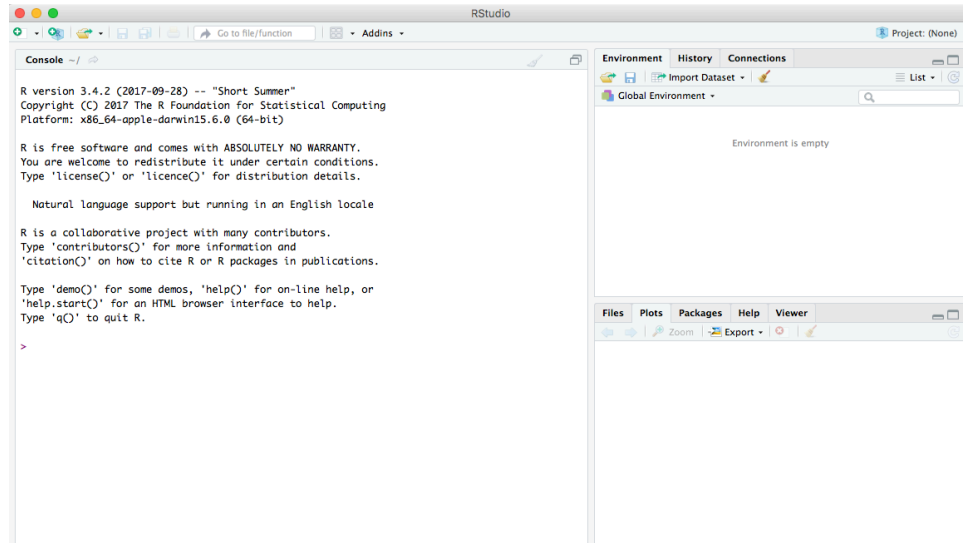 RStudio
Go to file/function
Addins
Project: (None)
Console ~/
R version 3.4.2 (2017-09-28) -- "Short Summer"
Copyright (C) 2017 The R Foundation for Statistical Computing
Platform: x86_64-apple-darwin15.6.0 (64-bit)
R is free software and comes with ABSOLUTELY NO WARRANTY.
You are welcome to redistribute it under certain conditions.
Type 'license()' or 'licence()' for distribution details.
Natural language support but running in an English locale
R is a collaborative project with many contributors.
Type 'contributors()' for more information and
'citation()' on how to cite R or R packages in publications.
Type 'demo()' for some demos, 'help()' for on-line help, or
'help.start()' for an HTML browser interface to help.
Type 'q()' to quit R.
>
Environment History Connections
Import Dataset
List
Global Environment
Environment is empty
Files Plots Packages Help Viewer
Zoom Export